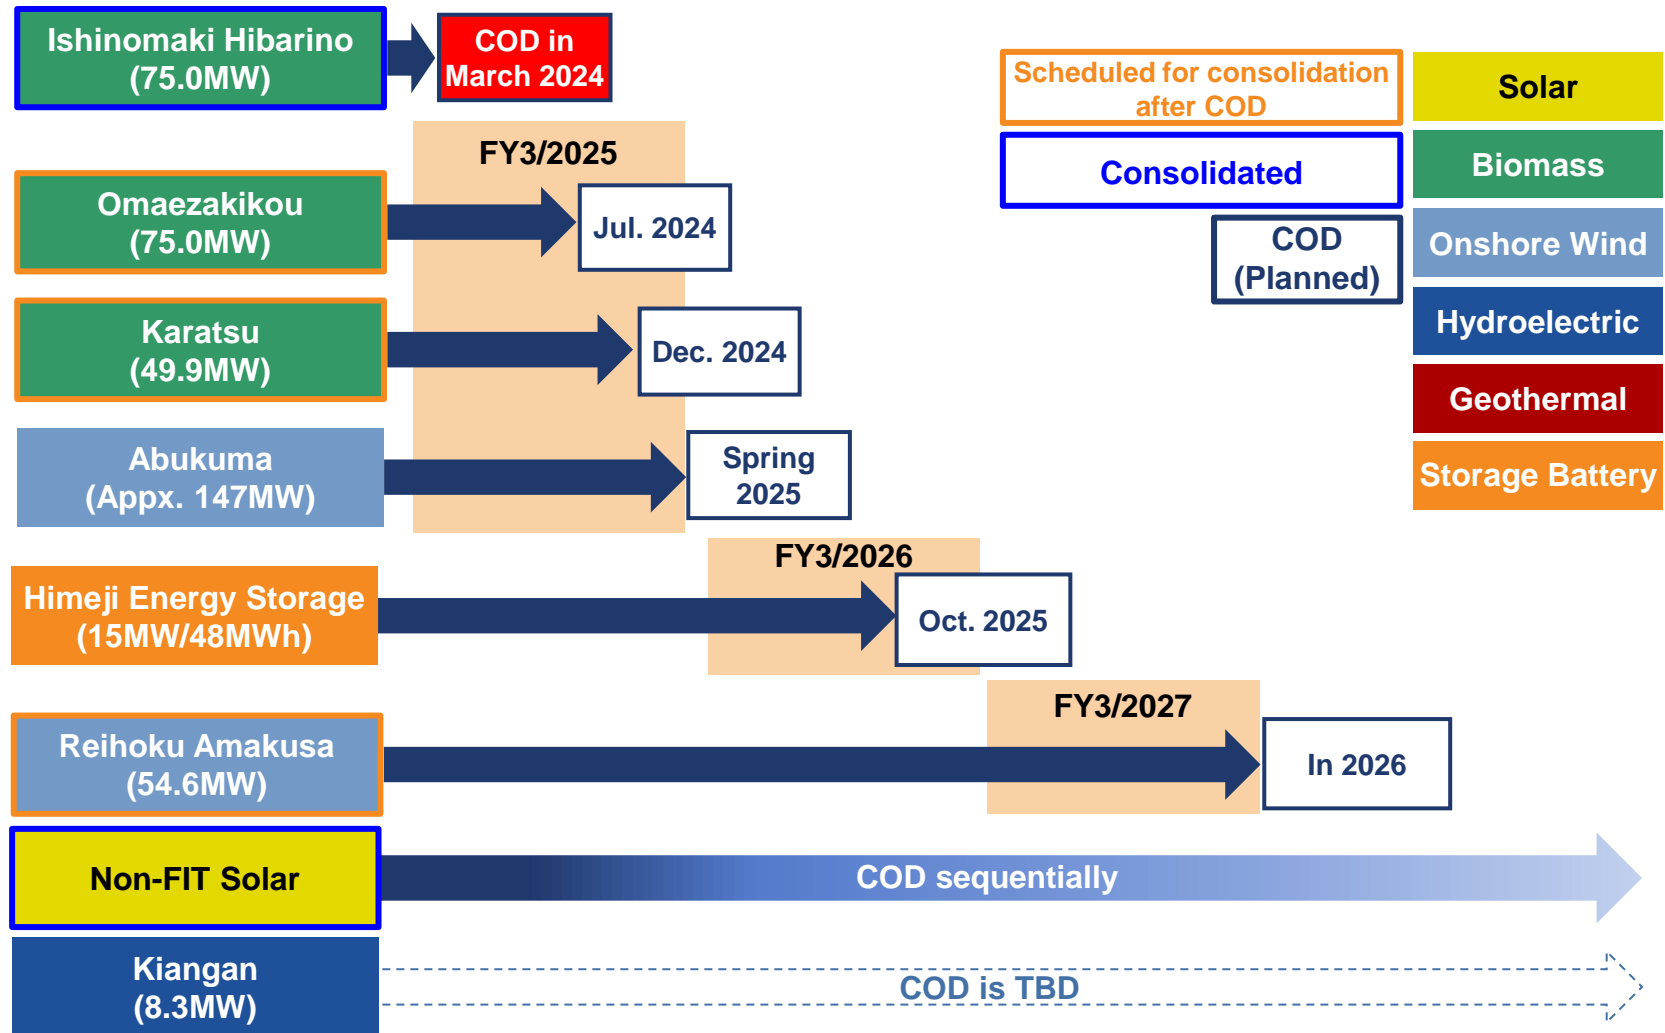 Ishinomaki Hibarino
(75.0MW)
COD in
March 2024
Scheduled for consolidation
after COD
Consolidated
COD
(Planned)
Solar
Biomass
Onshore Wind
Hydroelectric
Geothermal
Storage Battery
FY3/2025
Omaezakikou
(75.0MW)
Jul. 2024
Karatsu
(49.9MW)
Dec. 2024
Abukuma
(Appx. 147MW)
Spring
2025
FY3/2026
Himeji Energy Storage
(15MW/48MWh)
Oct. 2025
FY3/2027
Reihoku Amakusa
(54.6MW)
In 2026
Non-FIT Solar
COD sequentially
Kiangan
(8.3MW)
COD is TBD